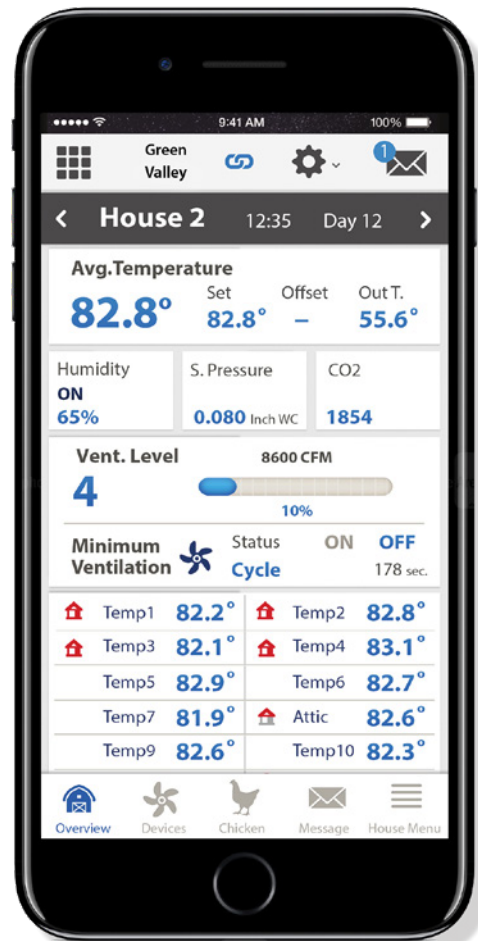 9:41 AM 100%
Green
Valley
1
< House 2 12:35 Day 12 >
Avg.Temperature
Set Offset Out T.
82.8° 82.8° – 55.6°
Humidity S. Pressure CO2
ON
65% 0.080 Inch WC 1854
Vent. Level 8600 CFM
4
10%
Minimum Status ON OFF
Ventilation Cycle 178 sec.
Temp1 82.2° Temp2 82.8°
Temp3 82.1° Temp4 83.1°
Temp5 82.9° Temp6 82.7°
Temp7 81.9° Attic 82.6°
Temp9 82.6° Temp10 82.3°
Overview Devices Chicken Message House Menu